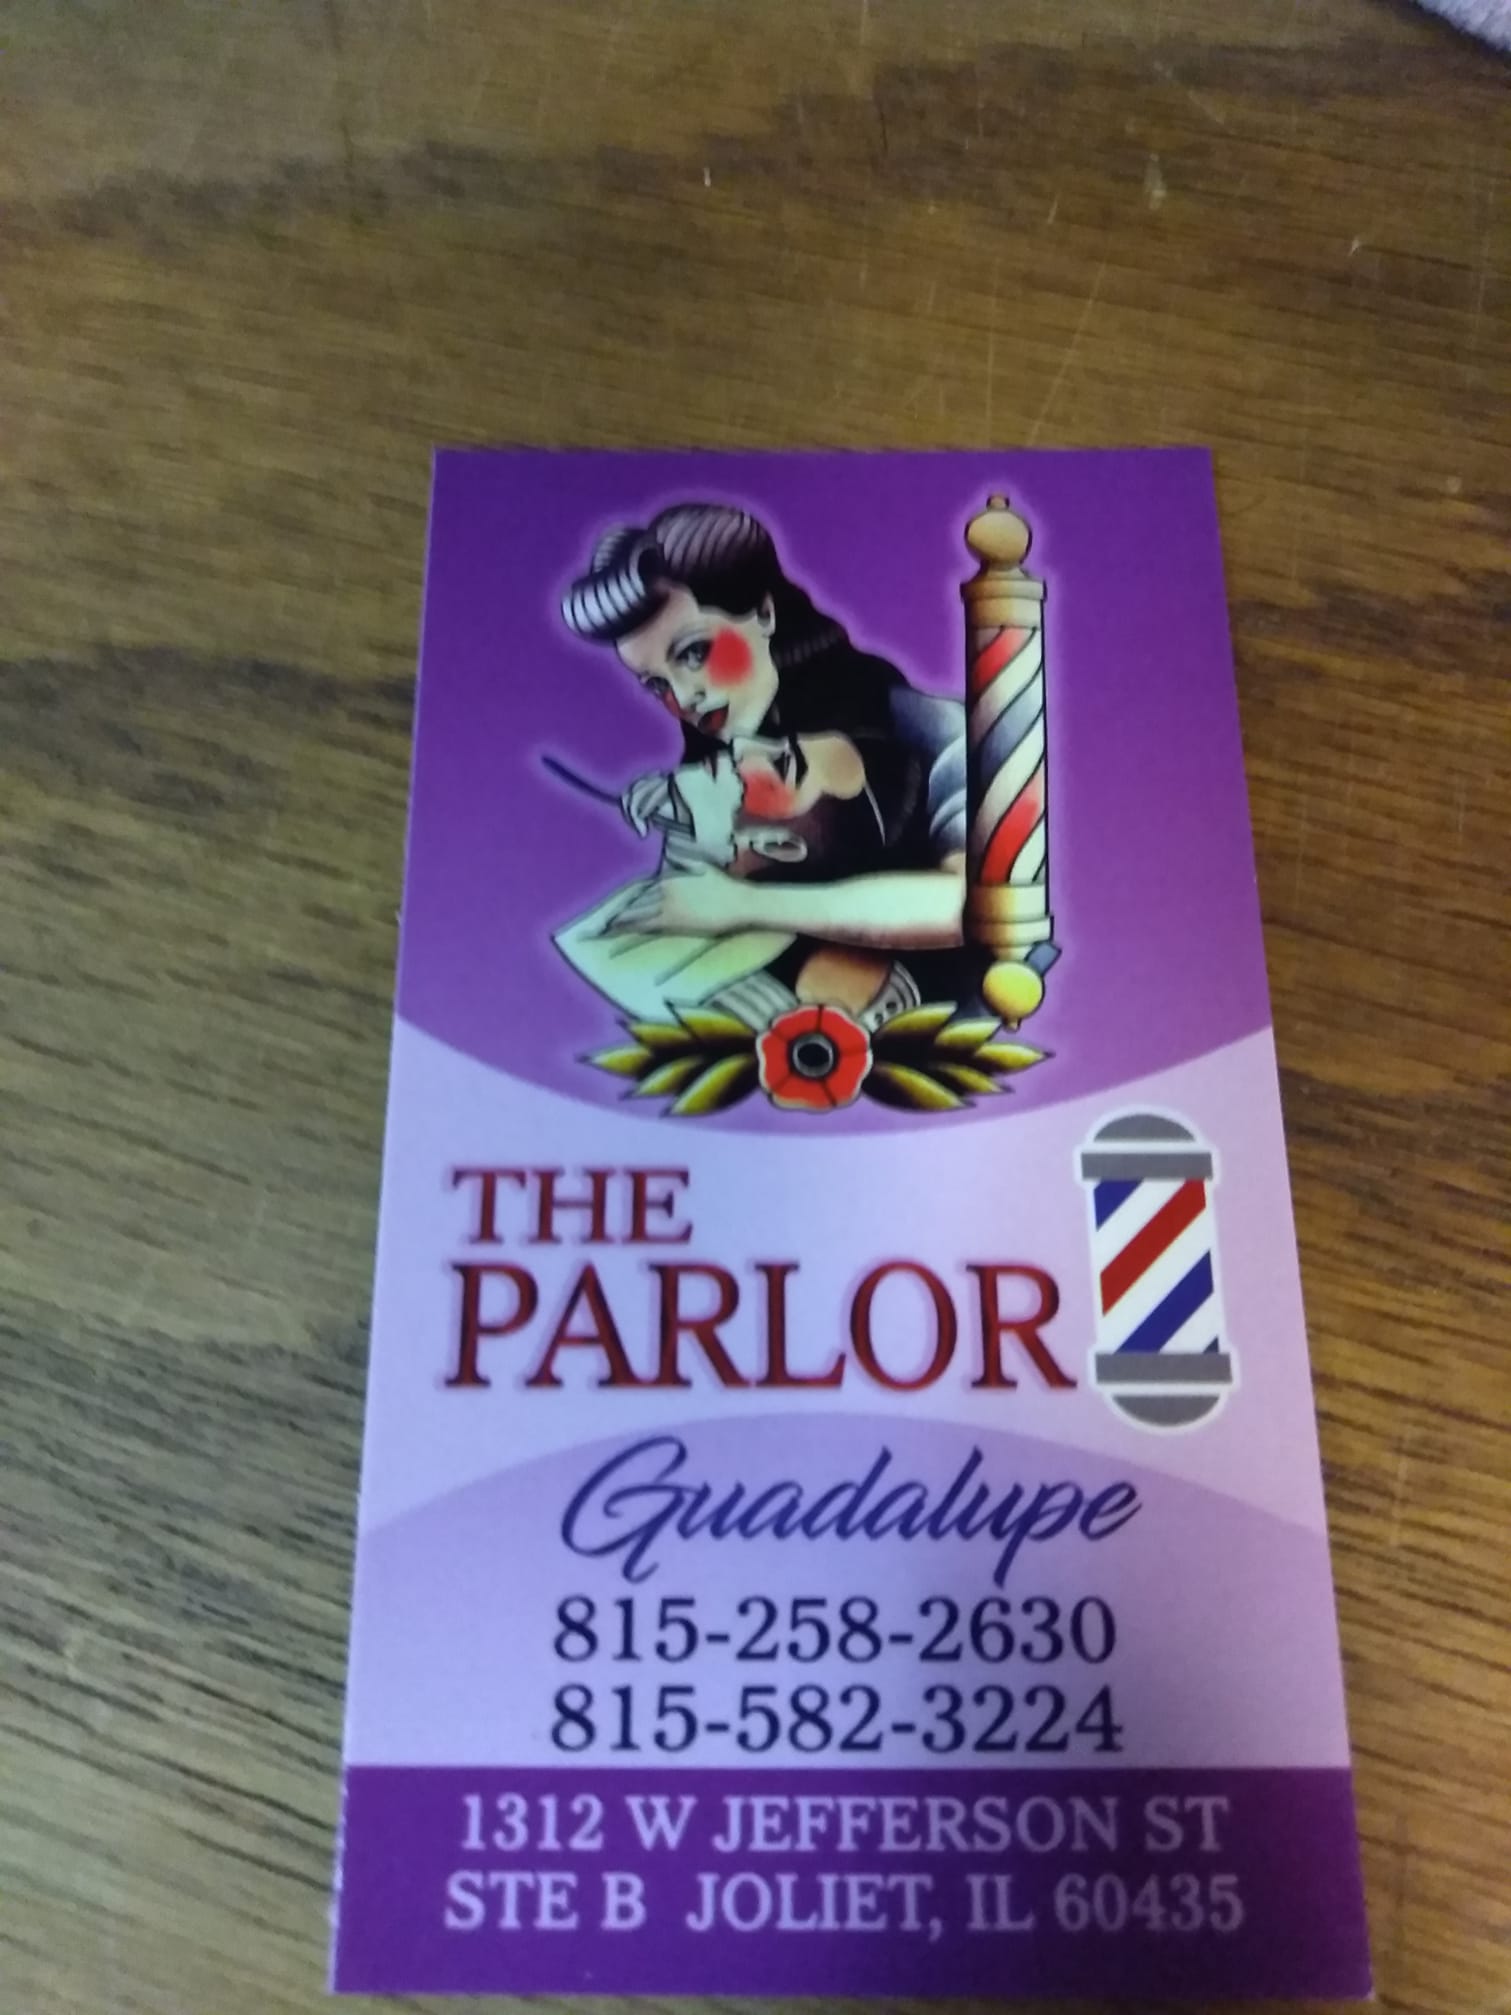 THE
PARLOR
Guadalupe
815-258-2630
815-582-3224
1312 W JEFFERSON ST
STE B JOLIET, IL 60435